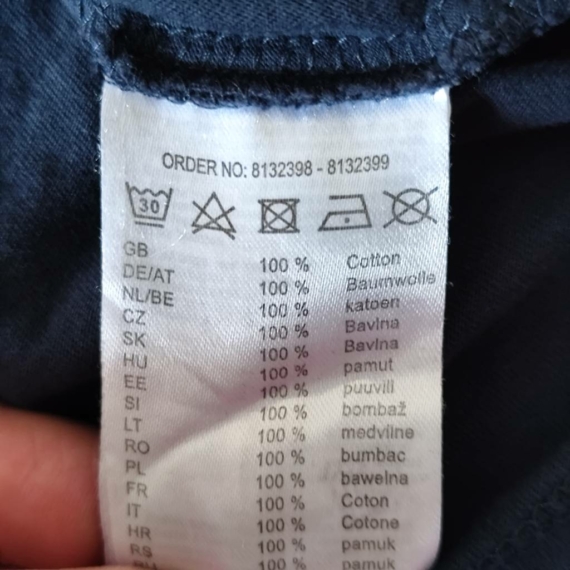 ORDER NO: 8132398 - 8132399
30
GB 100 % Cotton
DE/AT 100 % Baumwolle
NL/BE 100 % katoen
CZ 100 % Bavlna
SK 100 % Bavlna
HU 100 % pamut
EE 100 % puuvill
SI 100 % bombaž
LT 100 % medvilne
RO 100 % bumbac
PL 100 % bawelna
FR 100 % Coton
IT 100 % Cotone
HR 100 % pamuk
RS 100 % pamuk